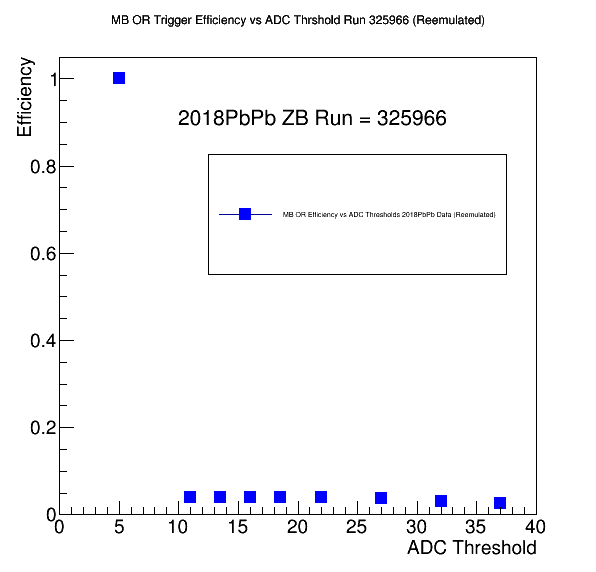 MB OR Trigger Efficiency vs ADC Thrshold Run 325966 (Reemulated)
Efficiency
1
0.8
0.6
0.4
0.2
0
2018PbPb ZB Run = 325966
MB OR Efficiency vs ADC Thresholds 2018PbPb Data (Reemulated)
0 5 10 15 20 25 30 35 40
ADC Threshold